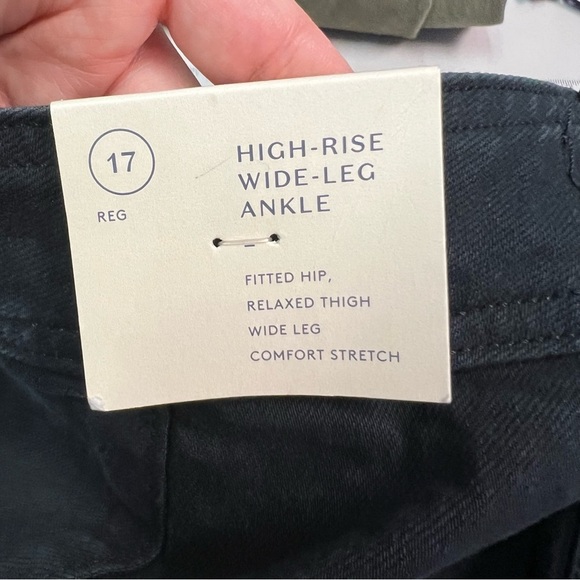 17
REG
HIGH-RISE
WIDE-LEG
ANKLE
FITTED HIP,
RELAXED THIGH
WIDE LEG
COMFORT STRETCH